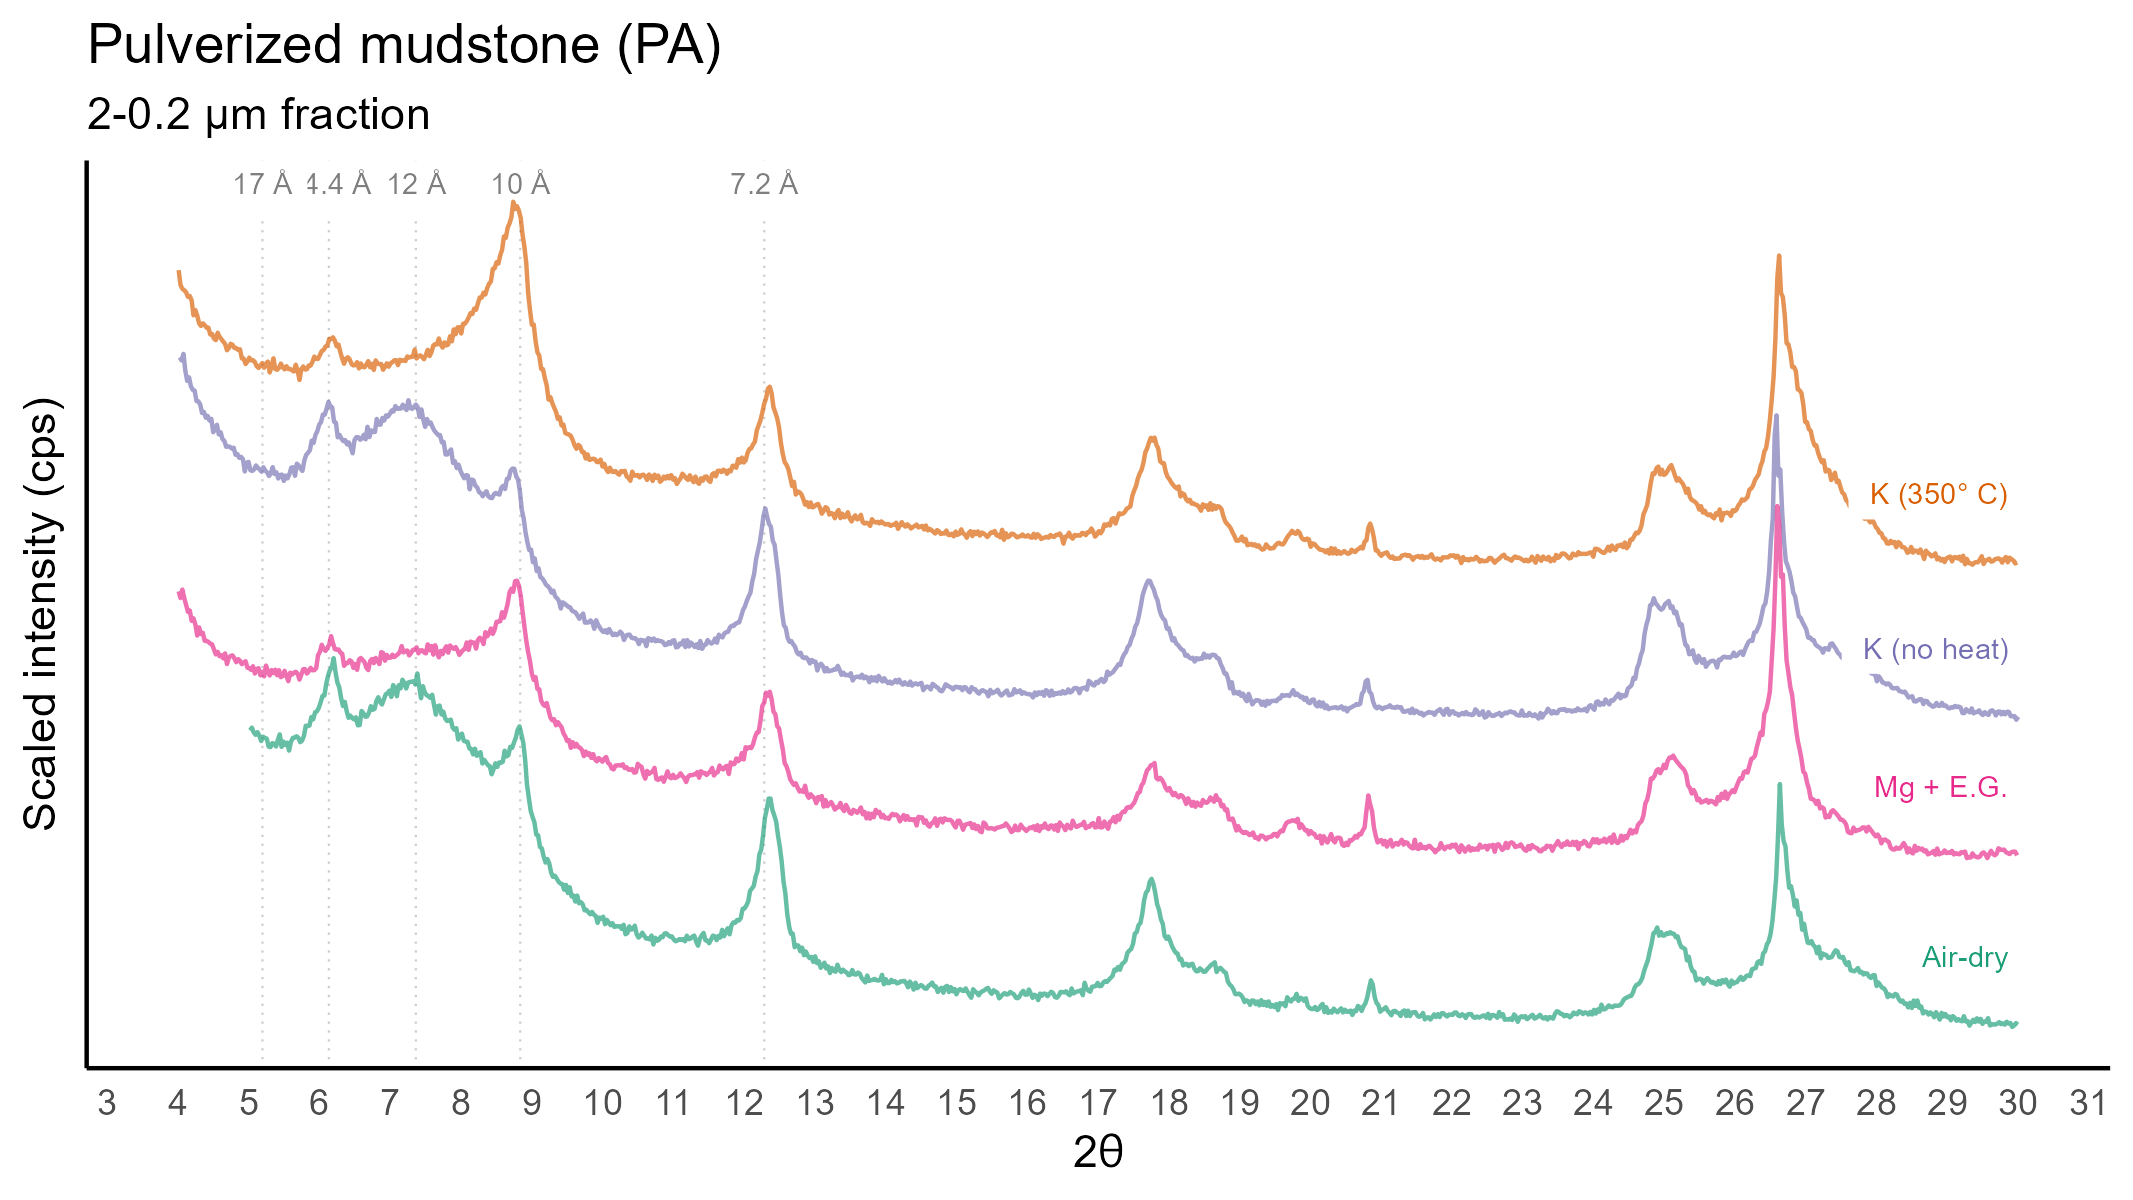 Pulverized mudstone (PA)
2-0.2 µm fraction
17 Å 4.4 Å 12 Å 10 Å 7.2 Å
K (350° C)
K (no heat)
Mg + E.G.
Air-dry
Scaled intensity (cps)
3 4 5 6 7 8 9 10 11 12 13 14 15 16 17 18 19 20 21 22 23 24 25 26 27 28 29 30 31
2θ